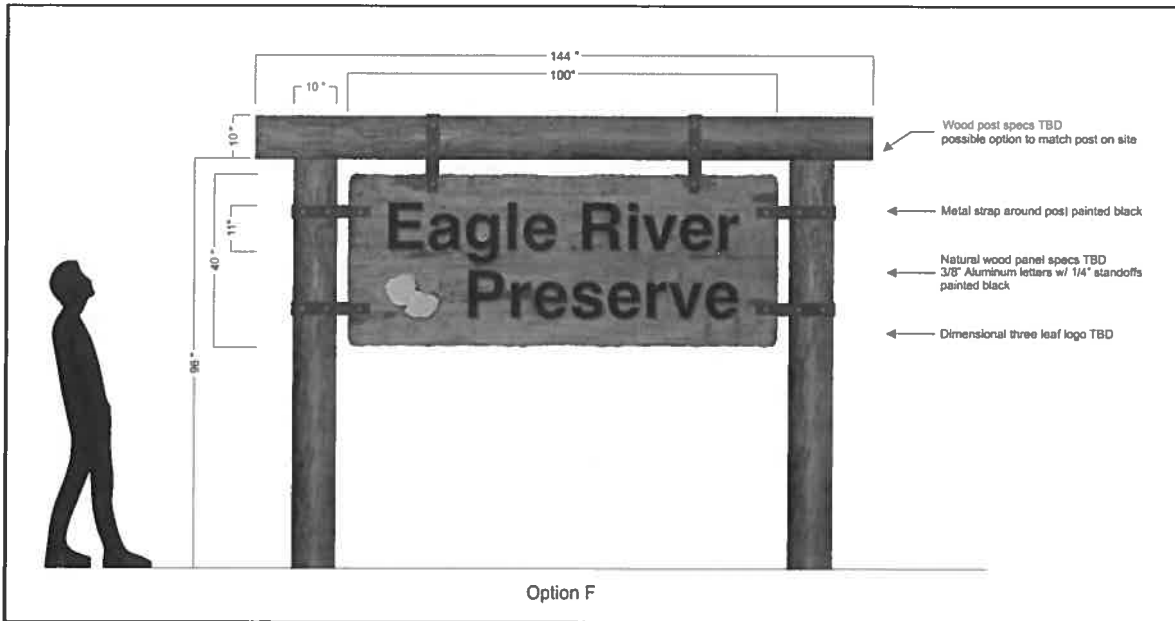 144 "
100"
10 "
10 "
Wood post specs TBD
possible option to match post on site
Metal strap around post painted black
11"
40 "
96 "
Eagle River
Preserve
Natural wood panel specs TBD
3/8" Aluminum letters w/ 1/4" standoffs
painted black
Dimensional three leaf logo TBD
Option F